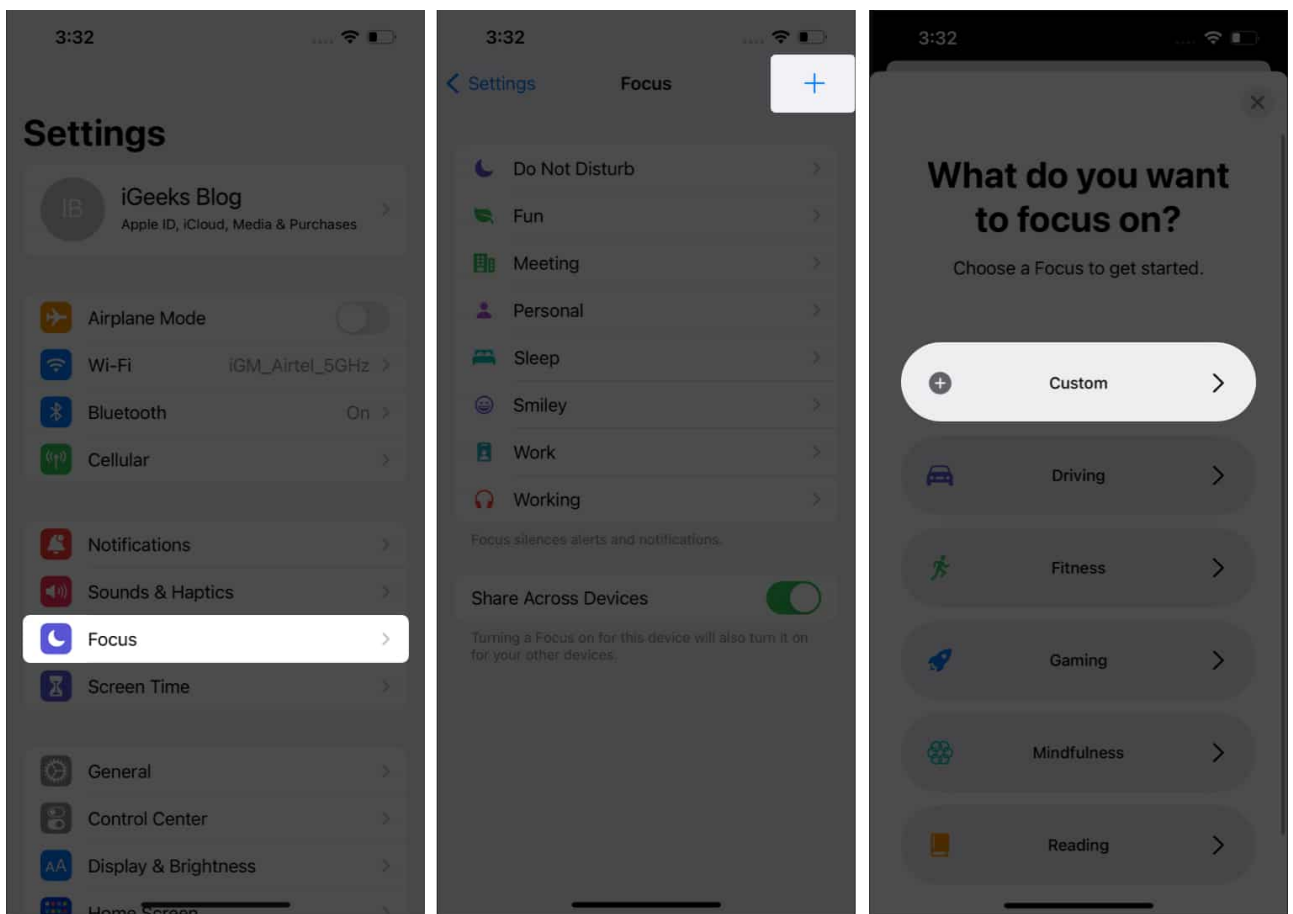 3:32
Settings
IB
iGeeks Blog
Apple ID, iCloud, Media & Purchases
Airplane Mode
Wi-Fi iGM_Airtel_5GHz
Bluetooth On
Cellular
Notifications
Sounds & Haptics
Focus
Screen Time
General
Control Center
AA Display & Brightness
Home Screen
3:32
Settings Focus
Do Not Disturb
Fun
Meeting
Personal
Sleep
Smiley
Work
Working
Focus silences alerts and notifications.
Share Across Devices
Turning a Focus on for this device will also turn it on
for your other devices.
3:32
What do you want
to focus on?
Choose a Focus to get started.
Custom
Driving
Fitness
Gaming
Mindfulness
Reading